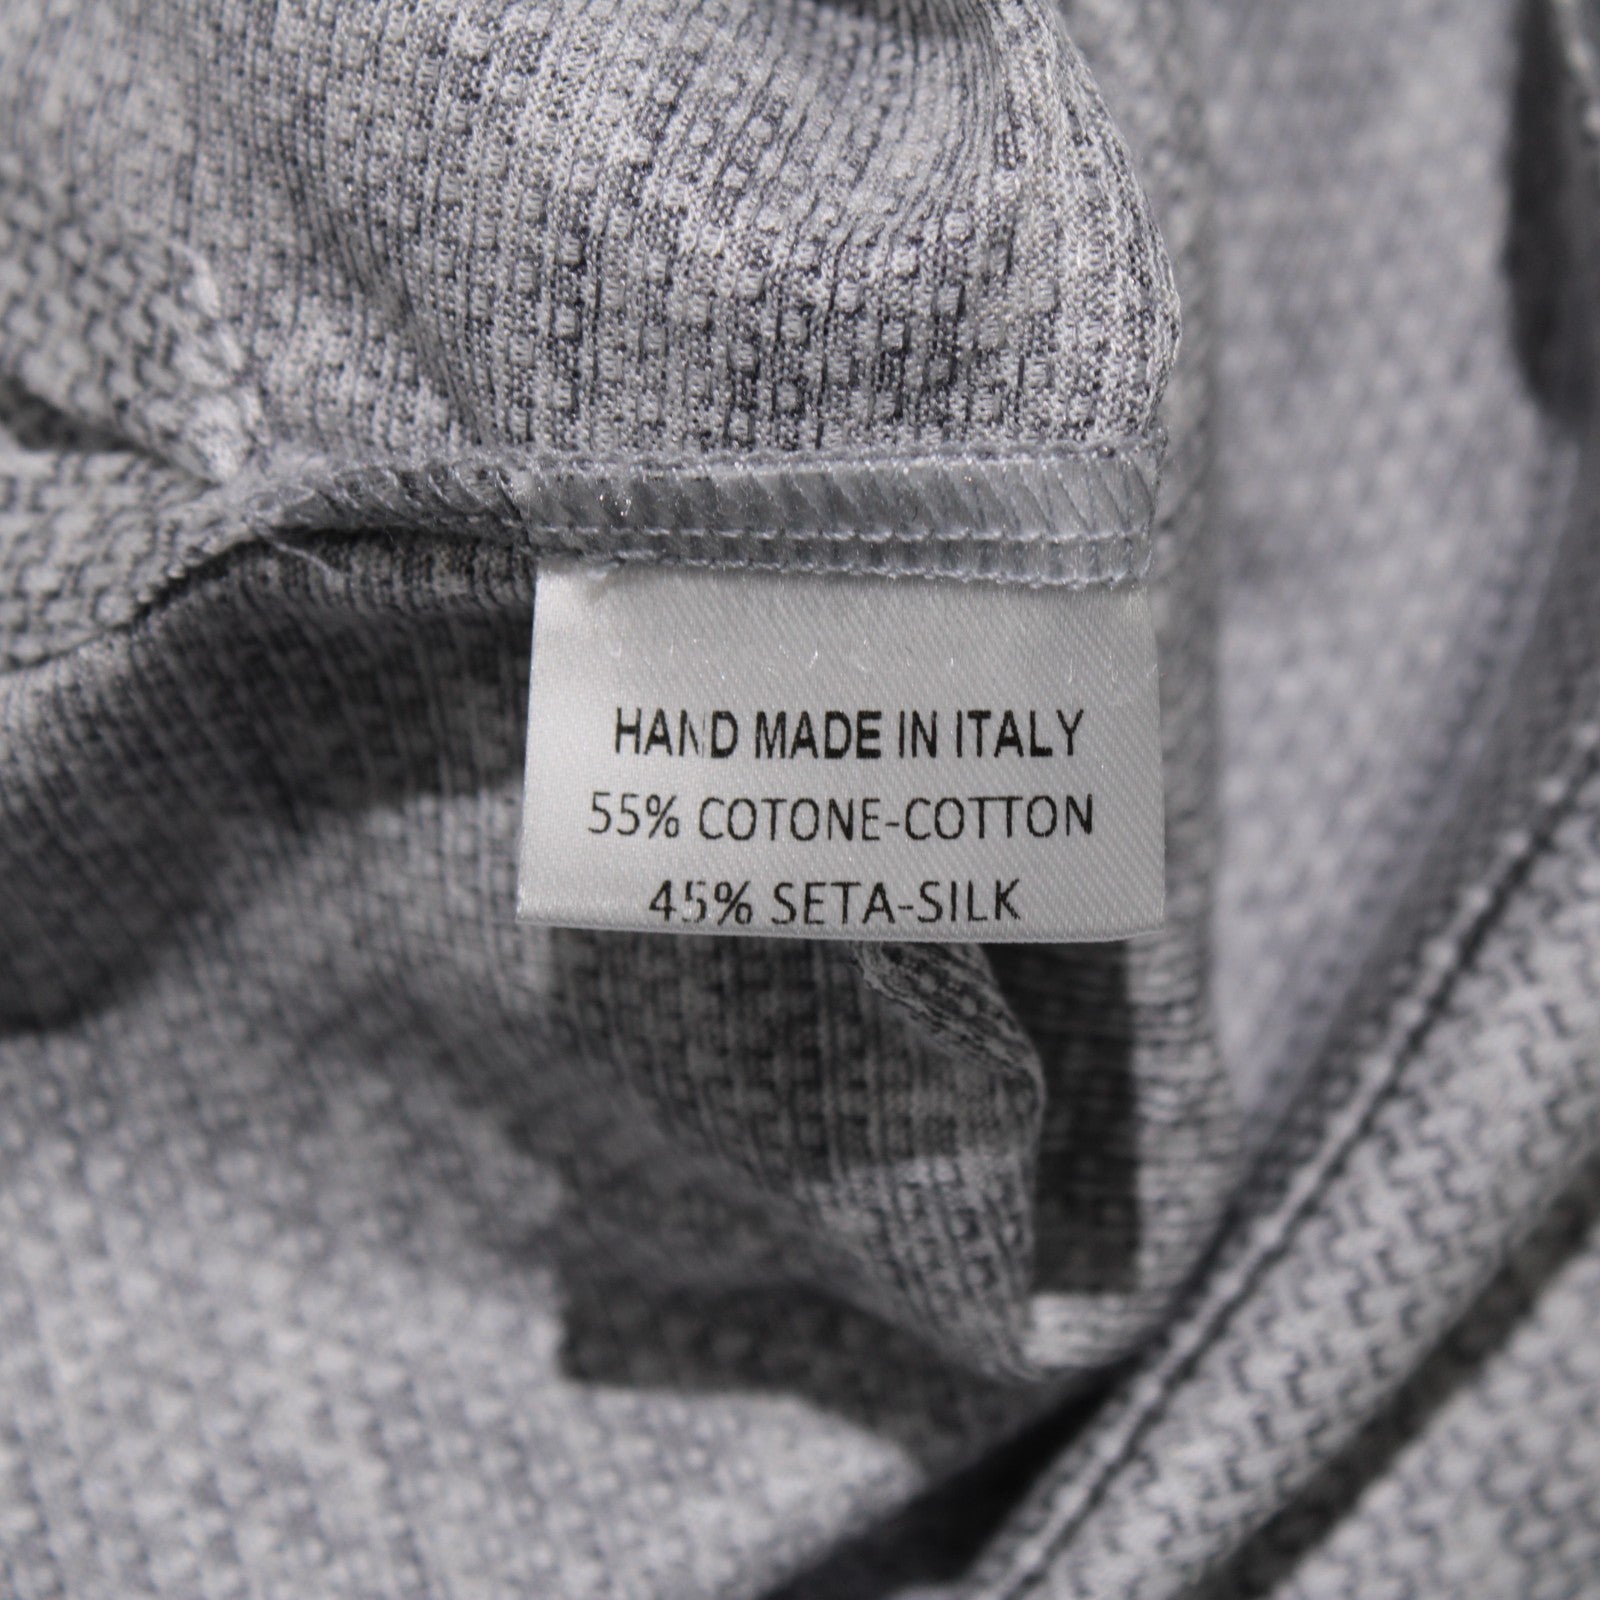 HAND MADE IN ITALY
55% COTONE-COTTON
45% SETA-SILK